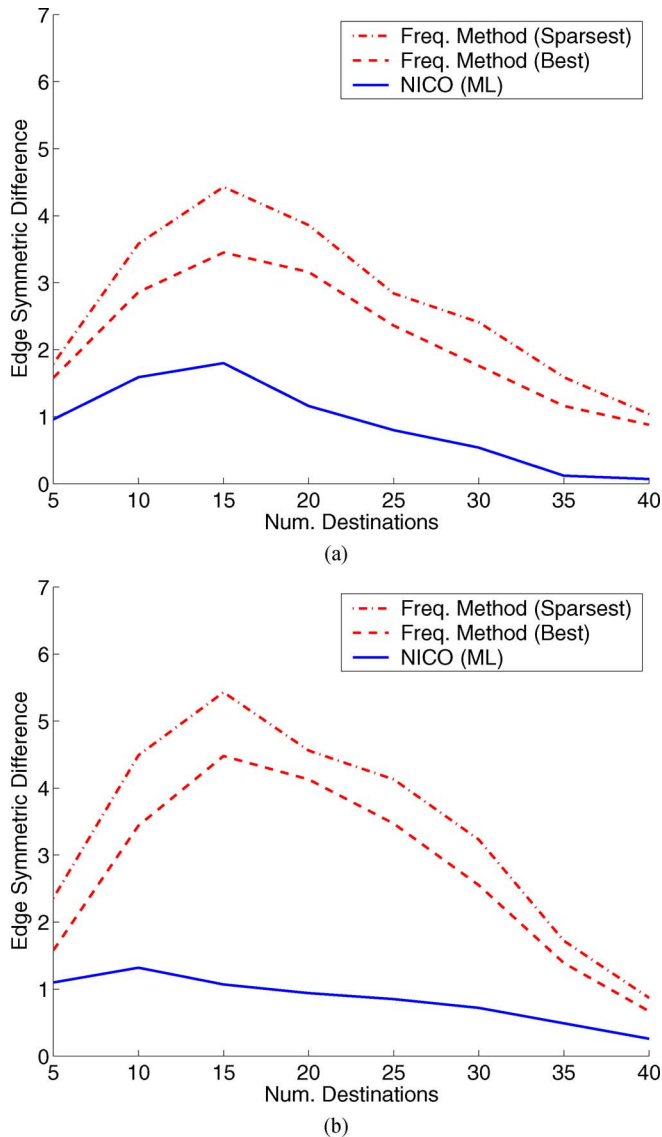 7
6
5
4
3
2
1
0
Edge Symmetric Difference
Freq. Method (Sparsest)
Freq. Method (Best)
NICO (ML)
5 10 15 20 25 30 35 40
Num. Destinations
(a)
7
6
5
4
3
2
1
0
Edge Symmetric Difference
Freq. Method (Sparsest)
Freq. Method (Best)
NICO (ML)
5 10 15 20 25 30 35 40
Num. Destinations
(b)